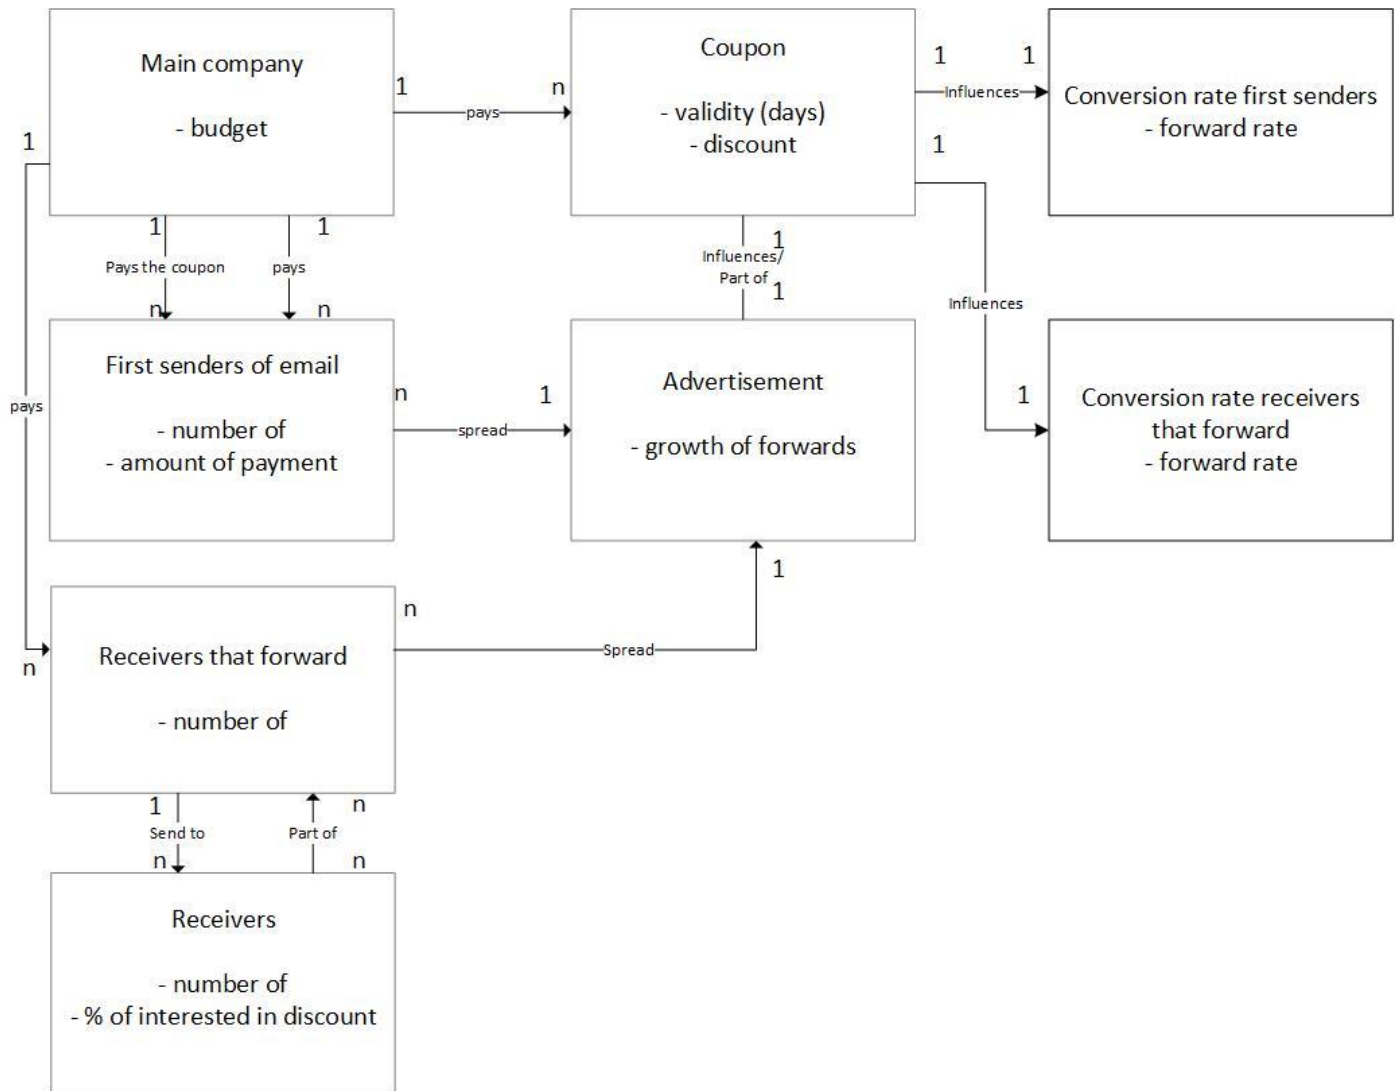 Main company
- budget
1
pays
n
Coupon
- validity (days)
- discount
1
Influences
1
Conversion rate first senders
- forward rate
1
Influences
1
Conversion rate receivers
that forward
- forward rate
1
pays
n
1
Pays the coupon
n
1
pays
n
1
Influences/
Part of
1
First senders of email
- number of
- amount of payment
n
spread
1
Advertisement
- growth of forwards
Receivers that forward
- number of
n
Spread
1
1
Send to
n
n
Part of
n
Receivers
- number of
- % of interested in discount